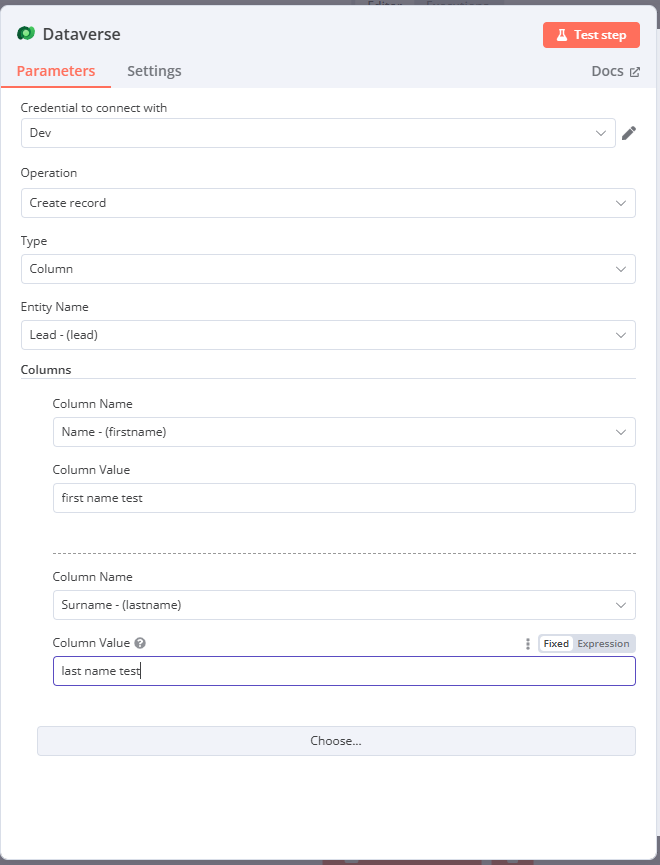 Dataverse
Test step
Parameters
Settings
Docs
Credential to connect with
Dev
Operation
Create record
Type
Column
Entity Name
Lead - (lead)
Columns
Column Name
Name - (firstname)
Column Value
first name test
Column Name
Surname - (lastname)
Column Value
Fixed
Expression
last name test
Choose...